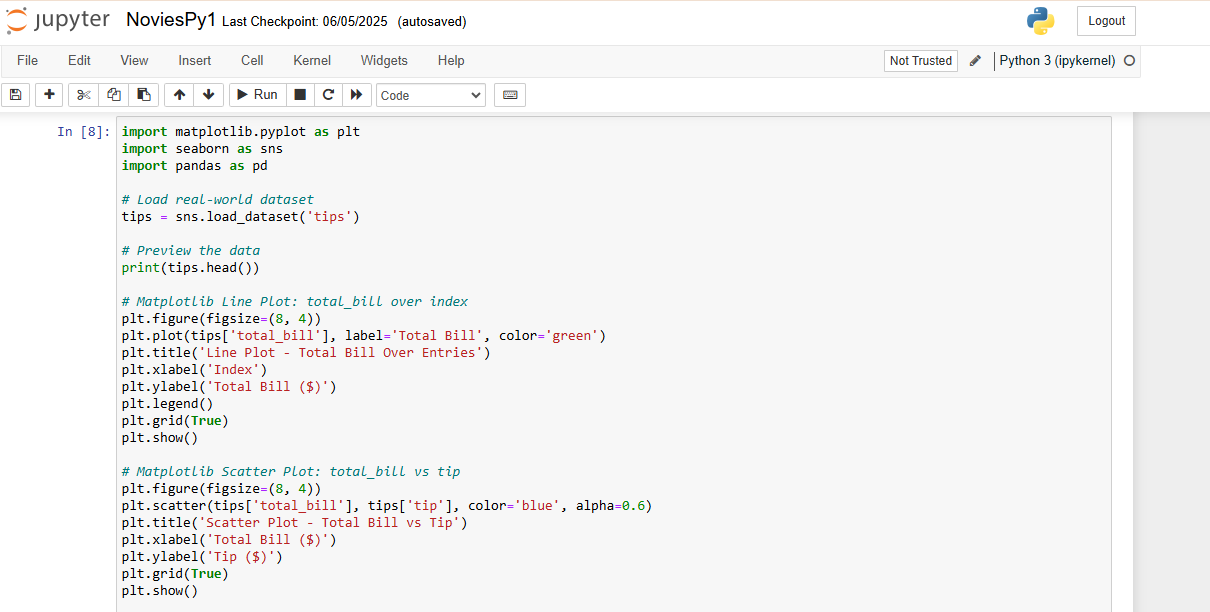 jupyter NoviesPy1 Last Checkpoint: 06/05/2025 (autosaved) Logout
File Edit View Insert Cell Kernel Widgets Help Not Trusted Python 3 (ipykernel)
Run Code
In [8]: import matplotlib.pyplot as plt
import seaborn as sns
import pandas as pd
# Load real-world dataset
tips = sns.load_dataset('tips')
# Preview the data
print(tips.head())
# Matplotlib Line Plot: total_bill over index
plt.figure(figsize=(8, 4))
plt.plot(tips['total_bill'], label='Total Bill', color='green')
plt.title('Line Plot - Total Bill Over Entries')
plt.xlabel('Index')
plt.ylabel('Total Bill ($)')
plt.legend()
plt.grid(True)
plt.show()
# Matplotlib Scatter Plot: total_bill vs tip
plt.figure(figsize=(8, 4))
plt.scatter(tips['total_bill'], tips['tip'], color='blue', alpha=0.6)
plt.title('Scatter Plot - Total Bill vs Tip')
plt.xlabel('Total Bill ($)')
plt.ylabel('Tip ($)')
plt.grid(True)
plt.show()